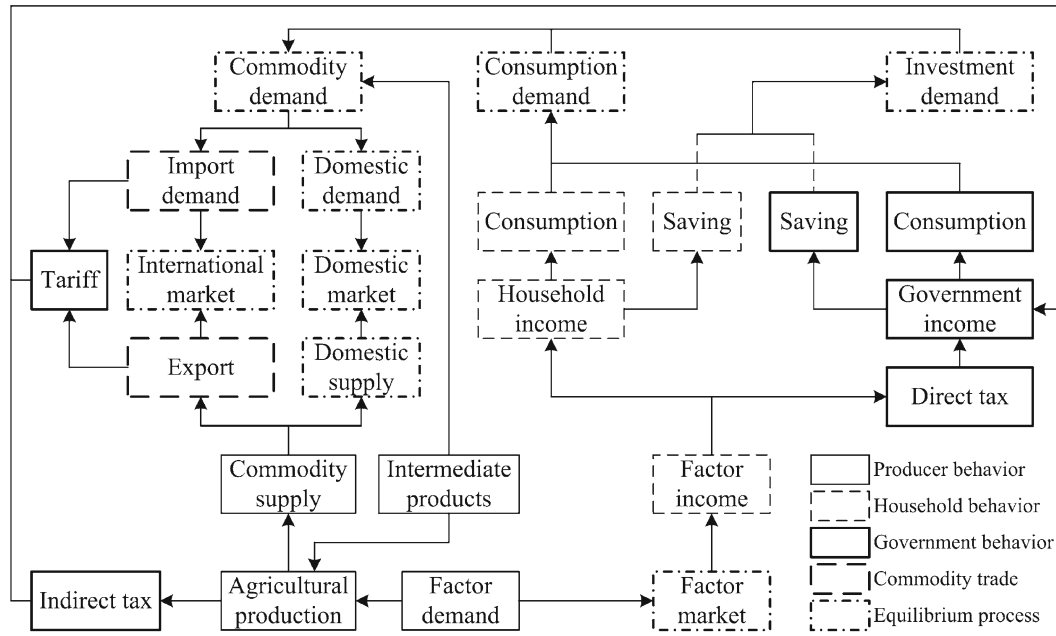 Commodity
demand
Consumption
demand
Investment
demand
Import
demand
Domestic
demand
Consumption
Saving
Saving
Consumption
Tariff
International
market
Domestic
market
Household
income
Government
income
Export
Domestic
supply
Direct tax
Commodity
supply
Intermediate
products
Factor
income
Producer behavior
Household behavior
Government behavior
Commodity trade
Equilibrium process
Indirect tax
Agricultural
production
Factor
demand
Factor
market